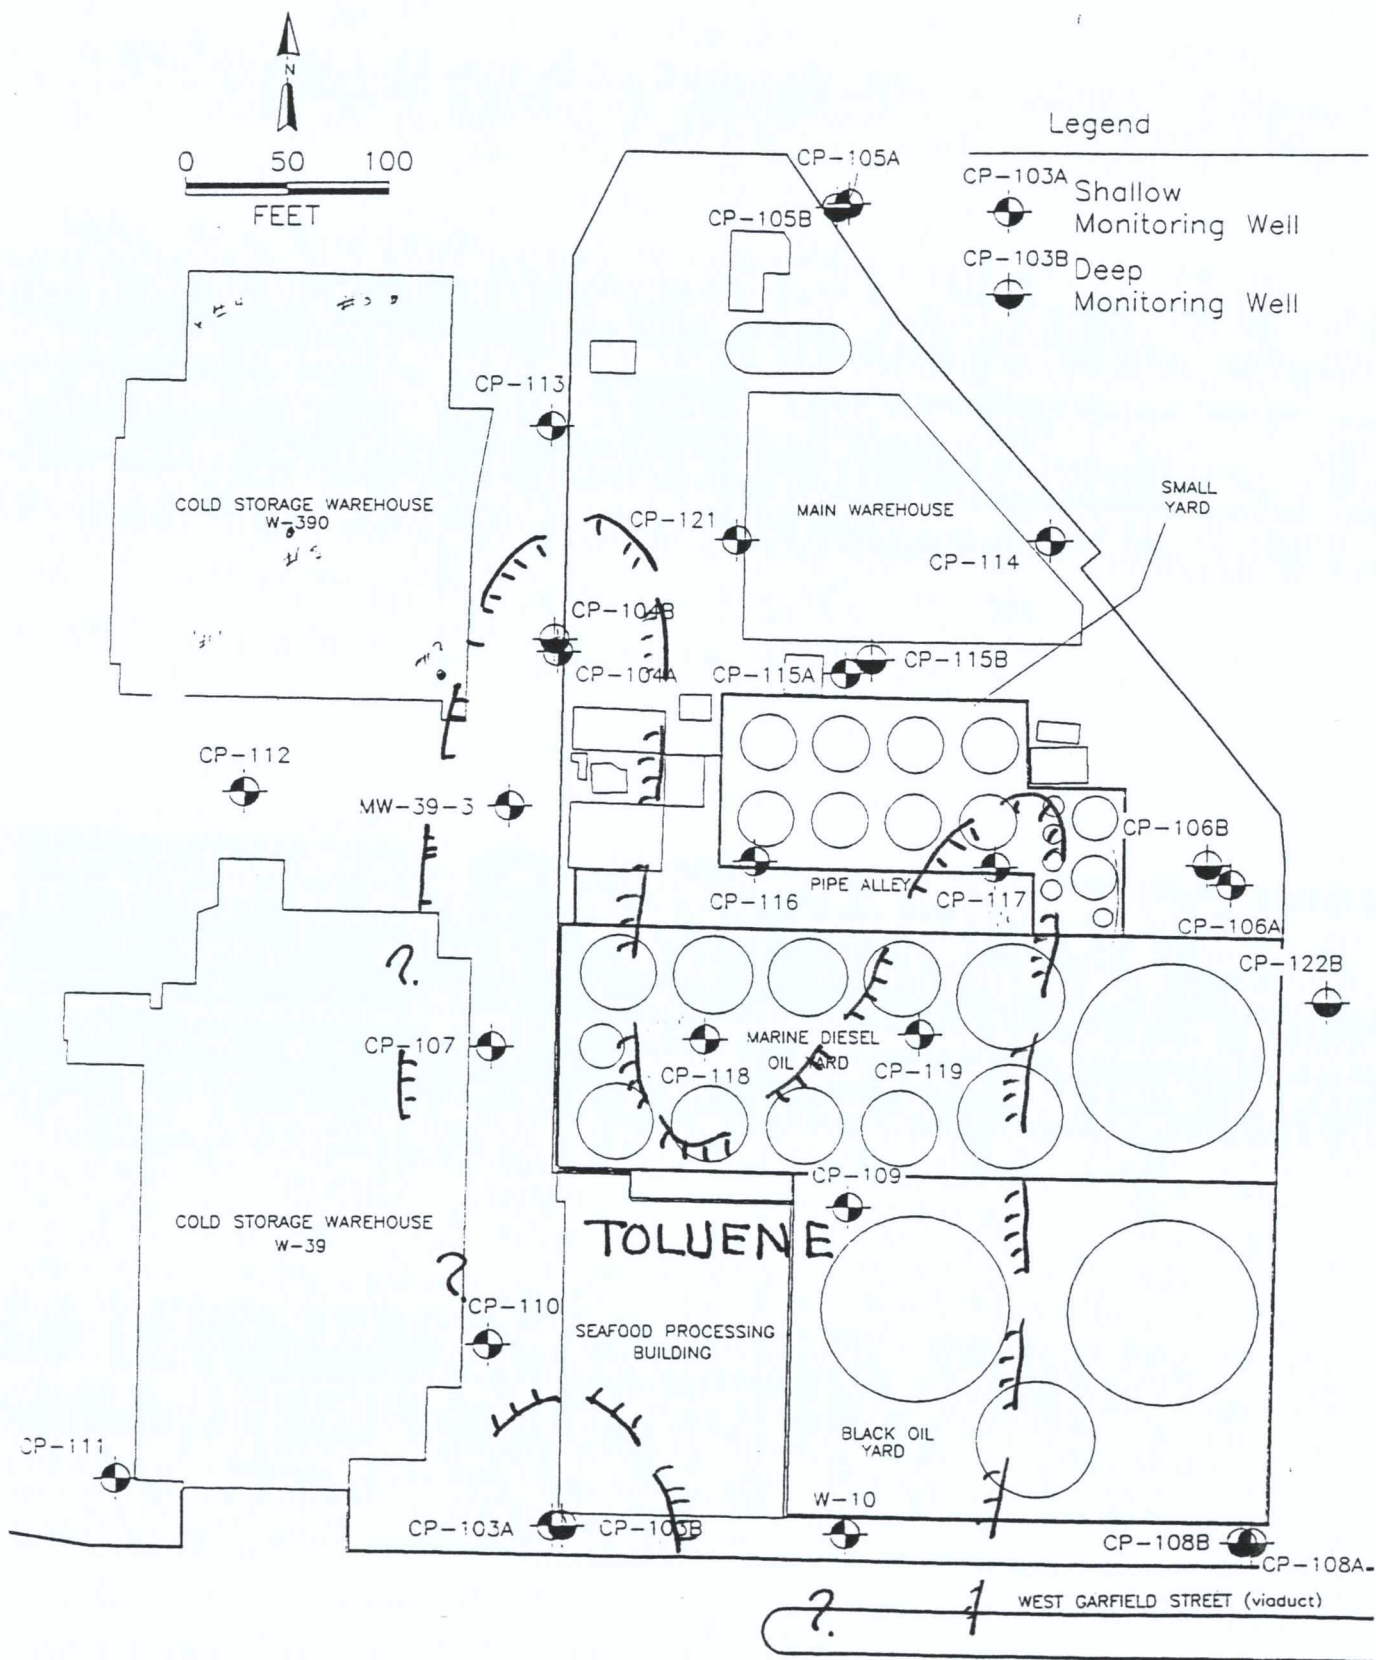 N
0 50 100
FEET
Legend
CP-103A Shallow
Monitoring Well
CP-103B Deep
Monitoring Well
CP-105A
CP-105B
CP-113
COLD STORAGE WAREHOUSE
W-390
CP-121
MAIN WAREHOUSE
CP-114
SMALL
YARD
CP-104B
CP-104A
CP-115A
CP-115B
CP-112
MW-39-3
CP-106B
CP-116
PIPE ALLEY
CP-117
CP-106A
?
CP-122B
CP-107
MARINE DIESEL
OIL YARD
CP-118
CP-119
CP-109
COLD STORAGE WAREHOUSE
W-39
TOLUENE
?
CP-110
SEAFOOD PROCESSING
BUILDING
BLACK OIL
YARD
CP-111
W-10
CP-103A
CP-103B
CP-108B
CP-108A
?
WEST GARFIELD STREET (viaduct)